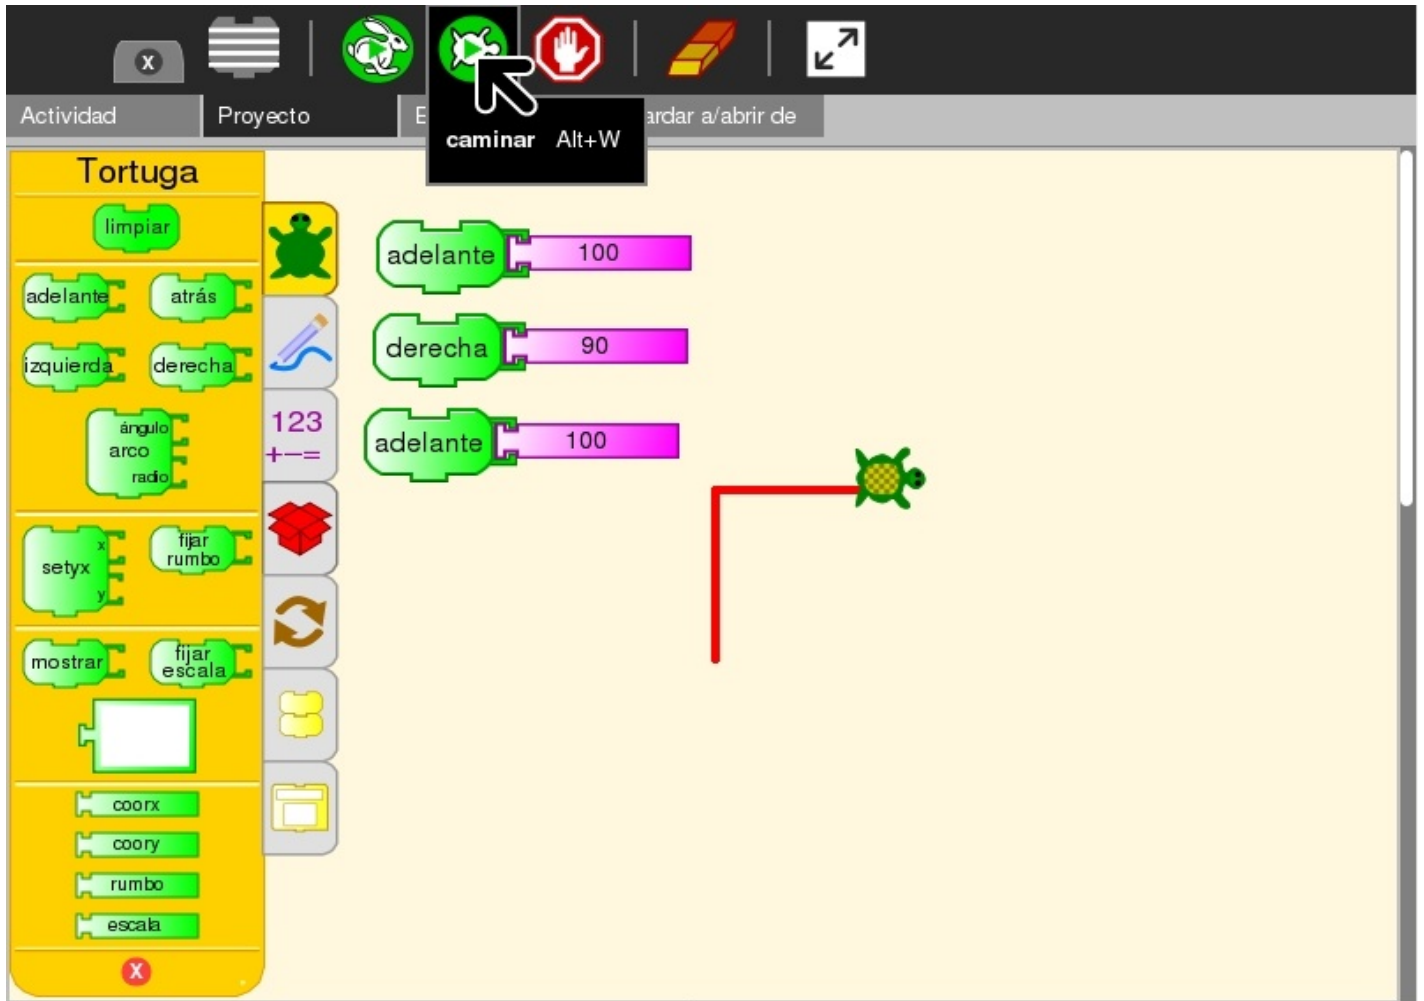 X
Actividad
Proyecto
E
ardar a/abrir de
caminar Alt+W
Tortuga
limpiar
adelante
atrás
izquierda
derecha
ángulo
arco
radio
x
setyx
y
fijar
rumbo
mostrar
fijar
escala
coorx
coory
rumbo
escala
X
123
+−=
adelante 100
derecha 90
adelante 100